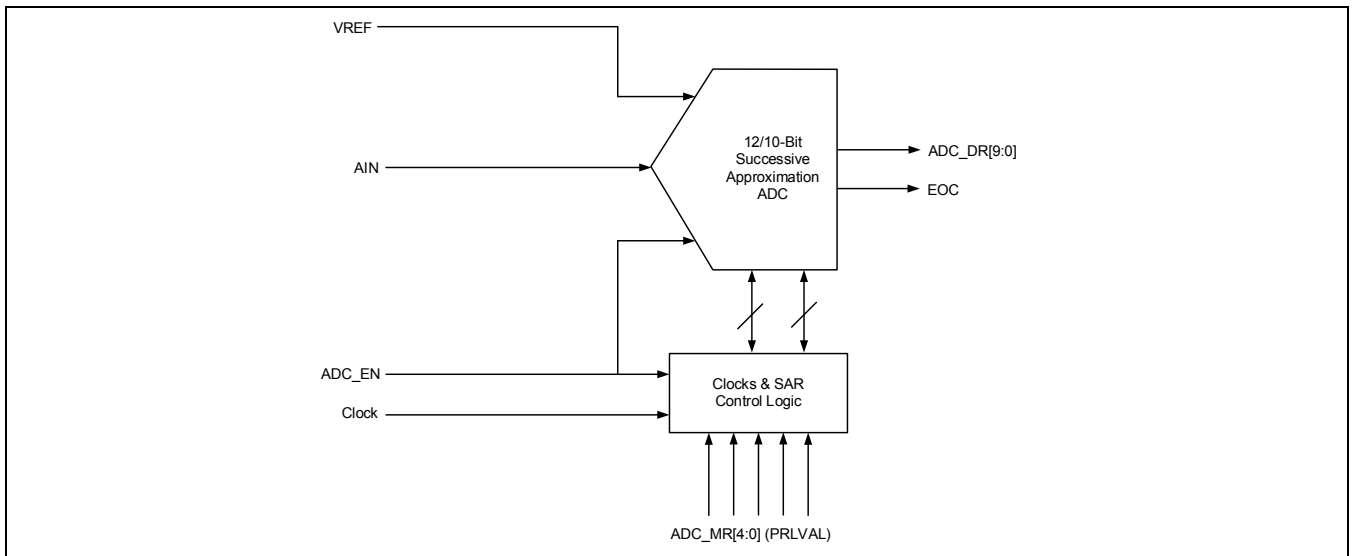 VREF
AIN
12/10-Bit
Successive
Approximation
ADC
ADC_DR[9:0]
EOC
ADC_EN
Clock
Clocks & SAR
Control Logic
ADC_MR[4:0] (PRLVAL)